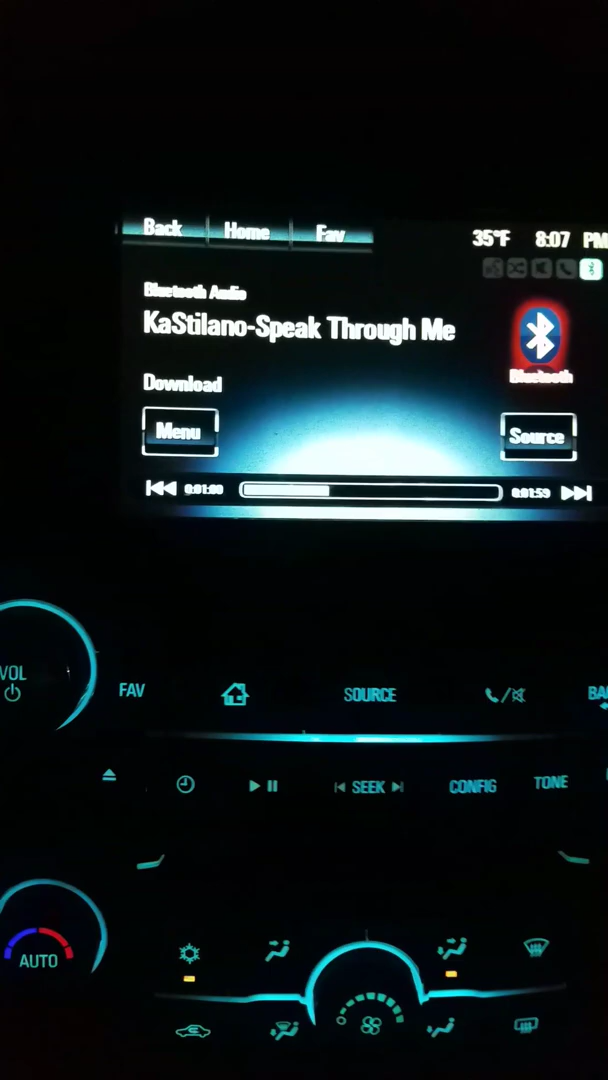 Back Home Fav 35°F 8:07 PM
Bluetooth Audio
KaStilano-Speak Through Me
Bluetooth
Download
Menu Source
0:01:00 0:01:59
VOL
FAV SOURCE
SEEK CONFIG TONE
AUTO